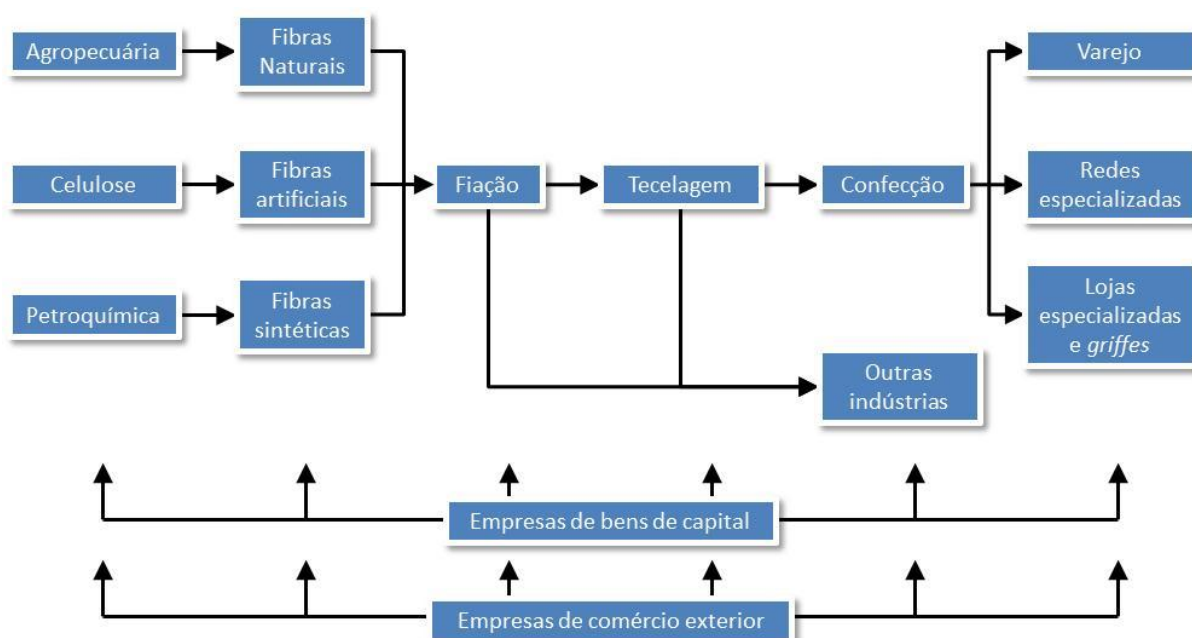 Agropecuária
Fibras
Naturais
Varejo
Celulose
Fibras
artificiais
Fiação
Tecelagem
Confecção
Redes
especializadas
Petroquímica
Fibras
sintéticas
Lojas
especializadas
e griffes
Outras
indústrias
Empresas de bens de capital
Empresas de comércio exterior